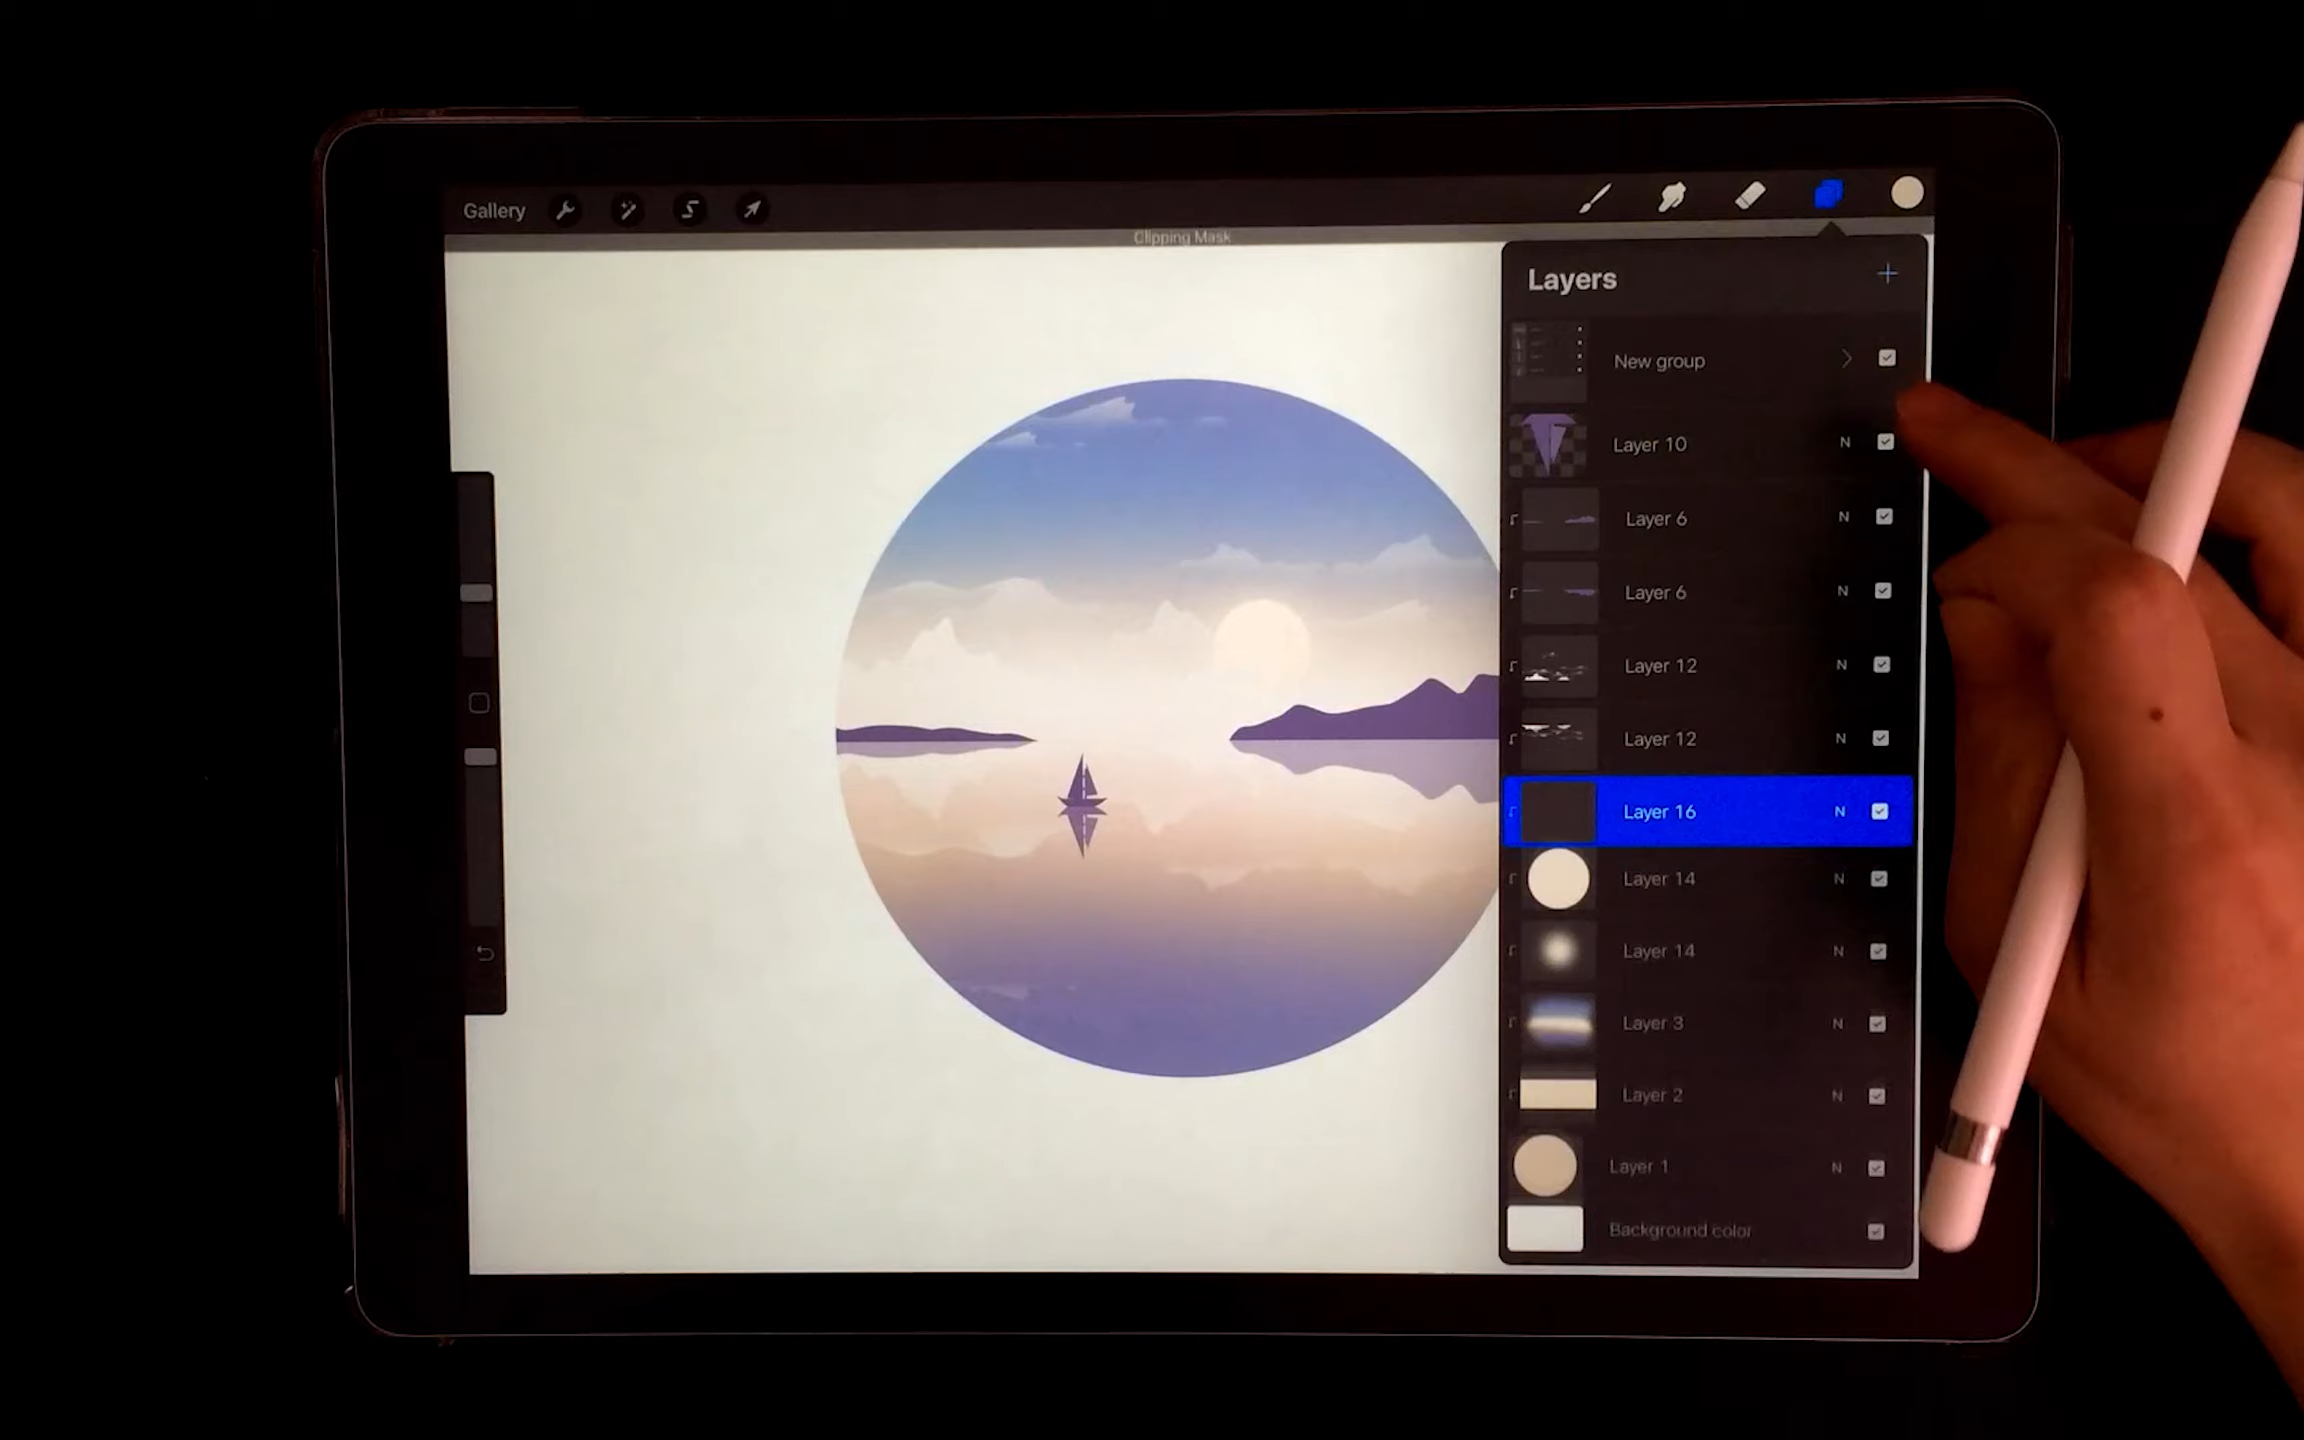 Gallery
Clipping Mask
Layers
New group
Layer 10 N
Layer 6 N
Layer 6 N
Layer 12 N
Layer 12 N
Layer 16 N
Layer 14 N
Layer 14 N
Layer 3 N
Layer 2 N
Layer 1 N
Background color